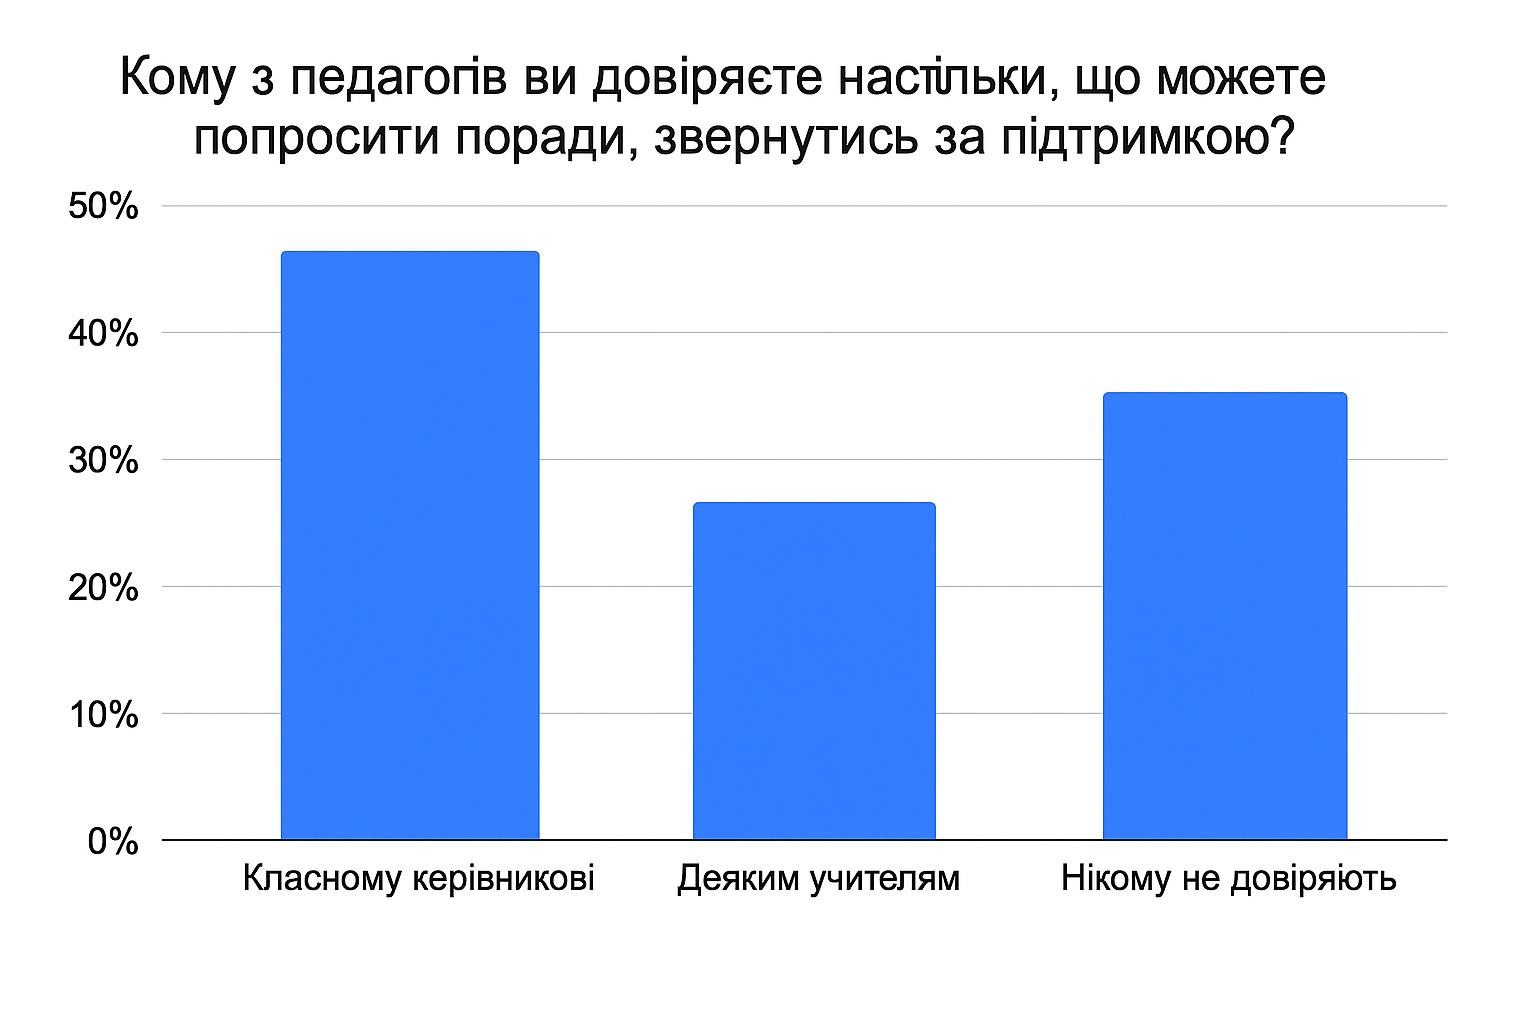 Кому з педагогів ви довіряєте настільки, що можете
попросити поради, звернутись за підтримкою?
50%
40%
30%
20%
10%
0%
Класному керівникові
Деяким учителям
Нікому не довіряють